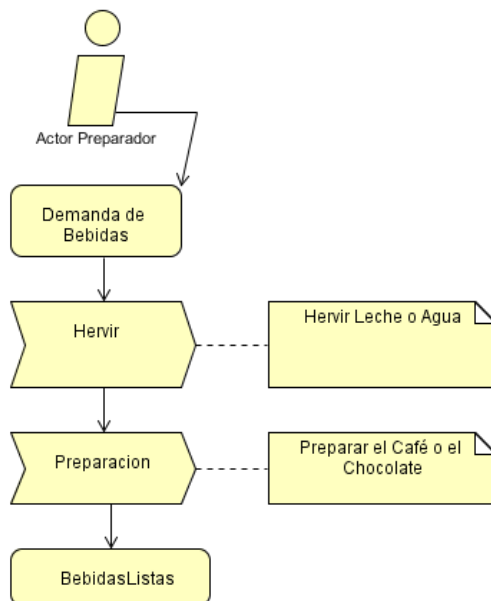 Actor Preparador
Demanda de
Bebidas
Hervir
Hervir Leche o Agua
Preparacion
Preparar el Café o el
Chocolate
BebidasListas